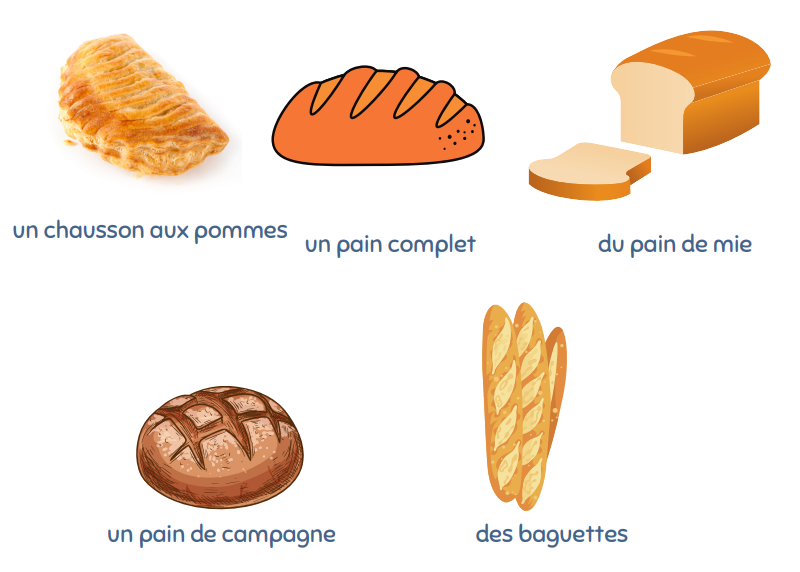 un chausson aux pommes
un pain complet
du pain de mie
un pain de campagne
des baguettes